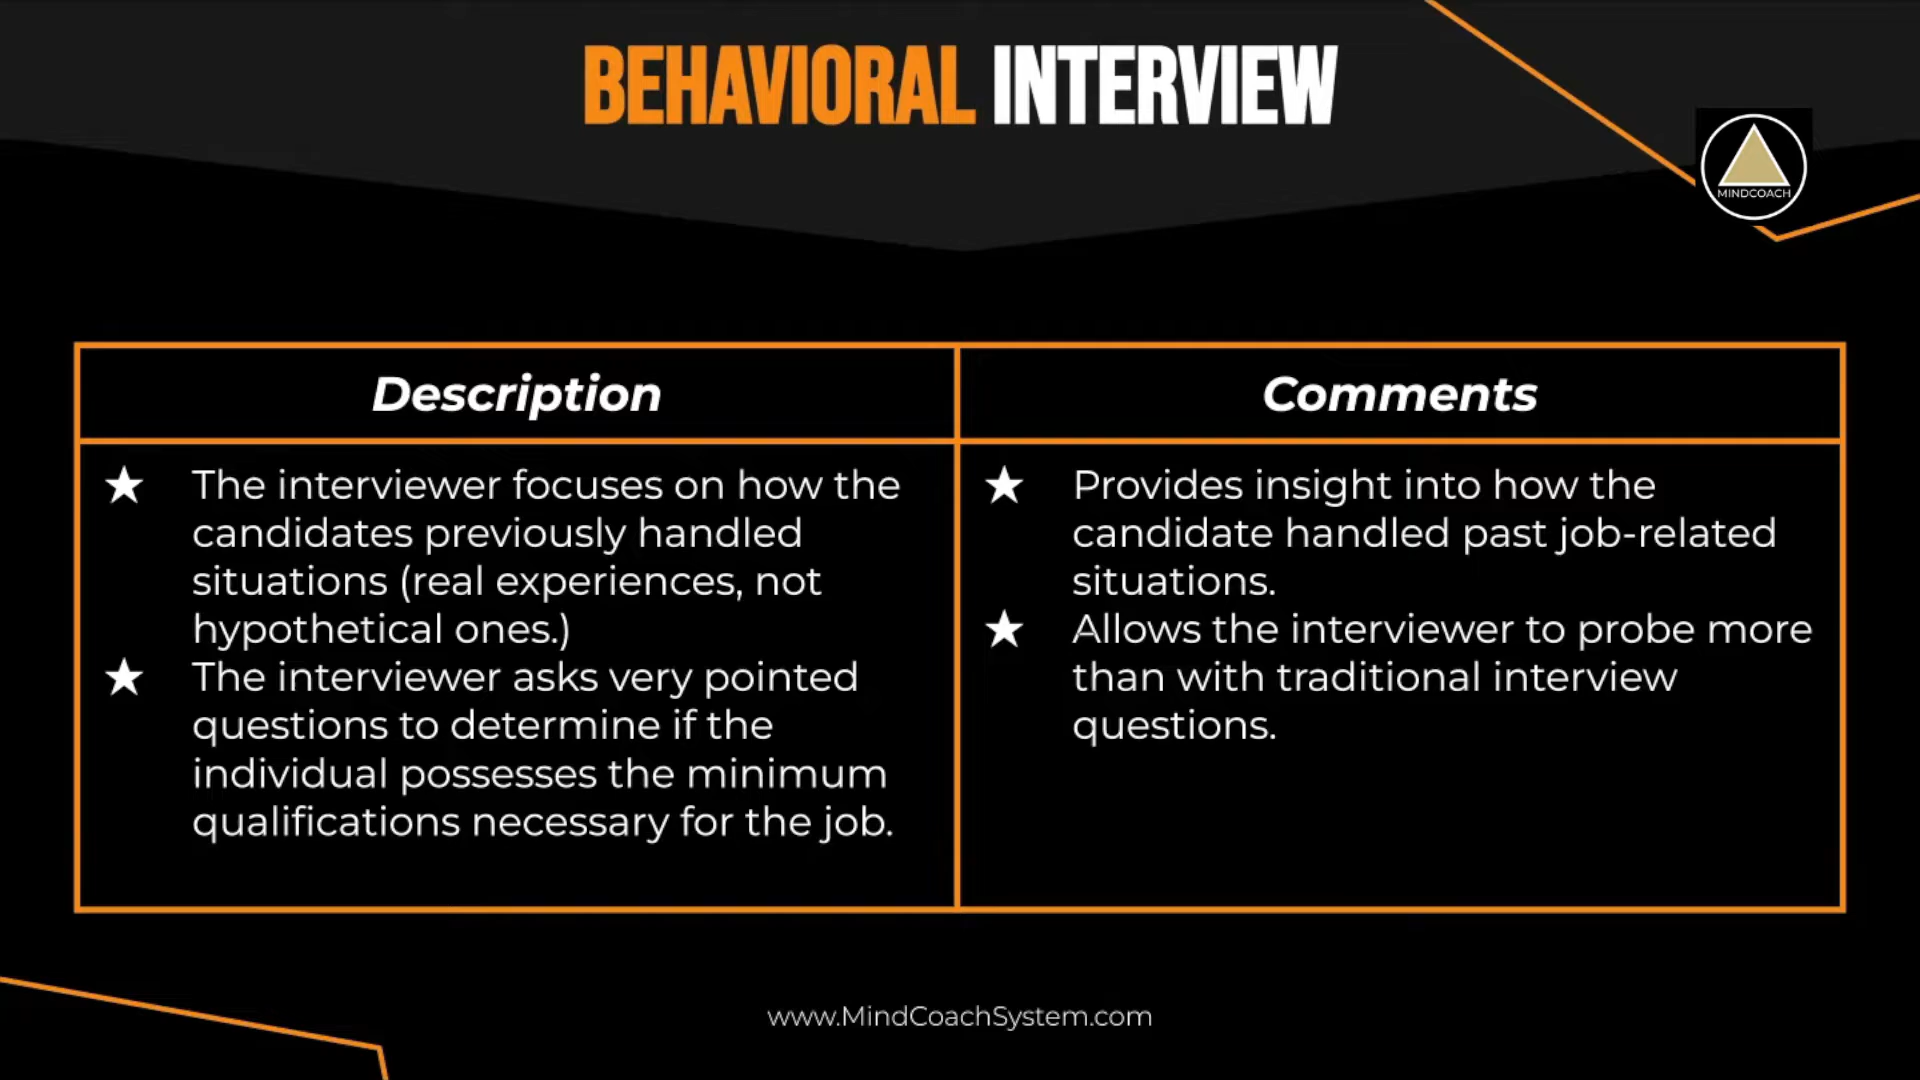 BEHAVIORAL INTERVIEW
MINDCOACH
Description
Comments
★ The interviewer focuses on how the
candidates previously handled
situations (real experiences, not
hypothetical ones.)
★ The interviewer asks very pointed
questions to determine if the
individual possesses the minimum
qualifications necessary for the job.
★ Provides insight into how the
candidate handled past job-related
situations.
★ Allows the interviewer to probe more
than with traditional interview
questions.
www.MindCoachSystem.com